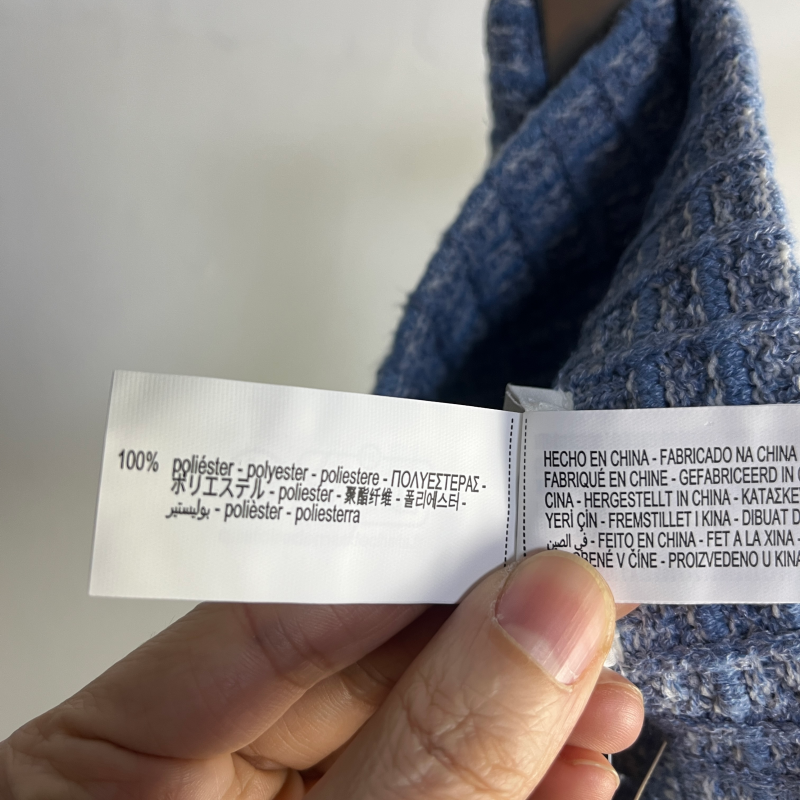 100% poliéster - polyester - poliestere - ΠΟΛΥΕΣΤΕΡΑΣ -
ポリエステル - poliester - 聚酯纤维 - 폴리에스터 -
بوليستير - polièster - poliesterra
HECHO EN CHINA - FABRICADO NA CHINA
FABRIQUÉ EN CHINE - GEFABRICEERD IN
CINA - HERGESTELLT IN CHINA -
YERİ ÇİN - FREMSTILLET I KINA -
في الصين - FEITO EN CHINA - FET A LA XINA -
V ČÍNE - PROIZVEDENO U KINA